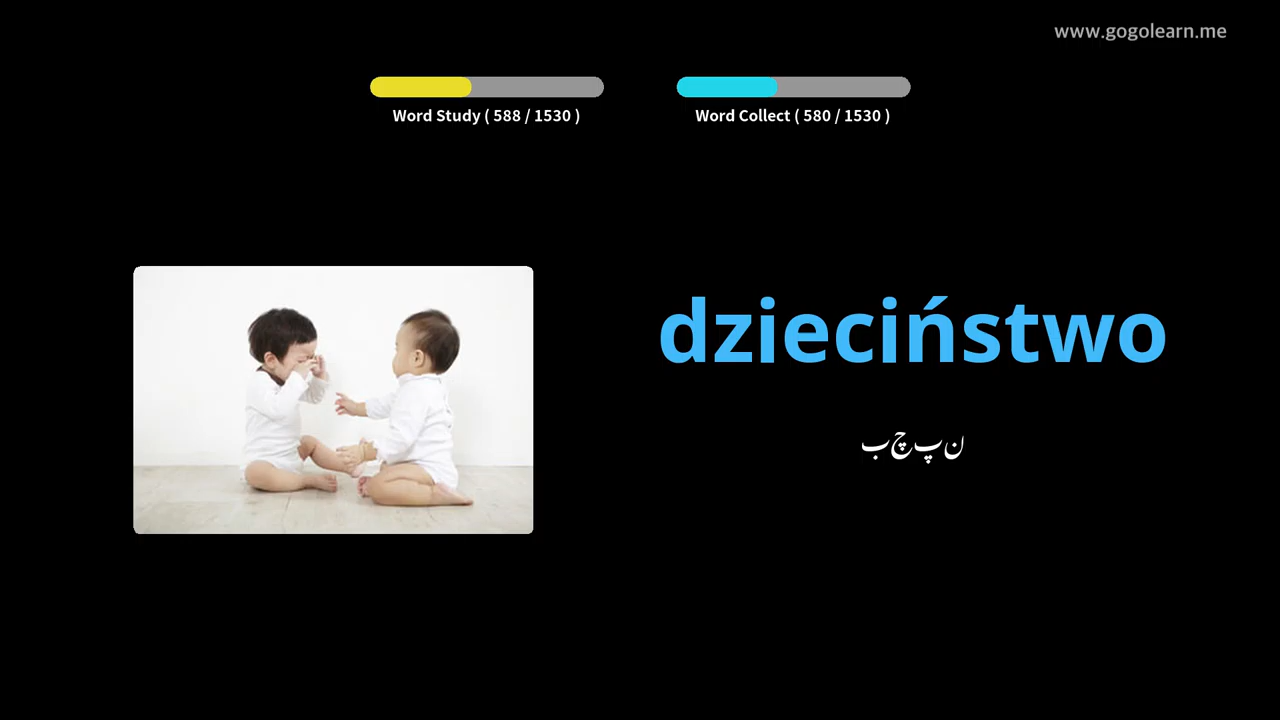 www.gogolearn.me
Word Study ( 588 / 1530 )
Word Collect ( 580 / 1530 )
dzieciństwo
ن پ چ ب